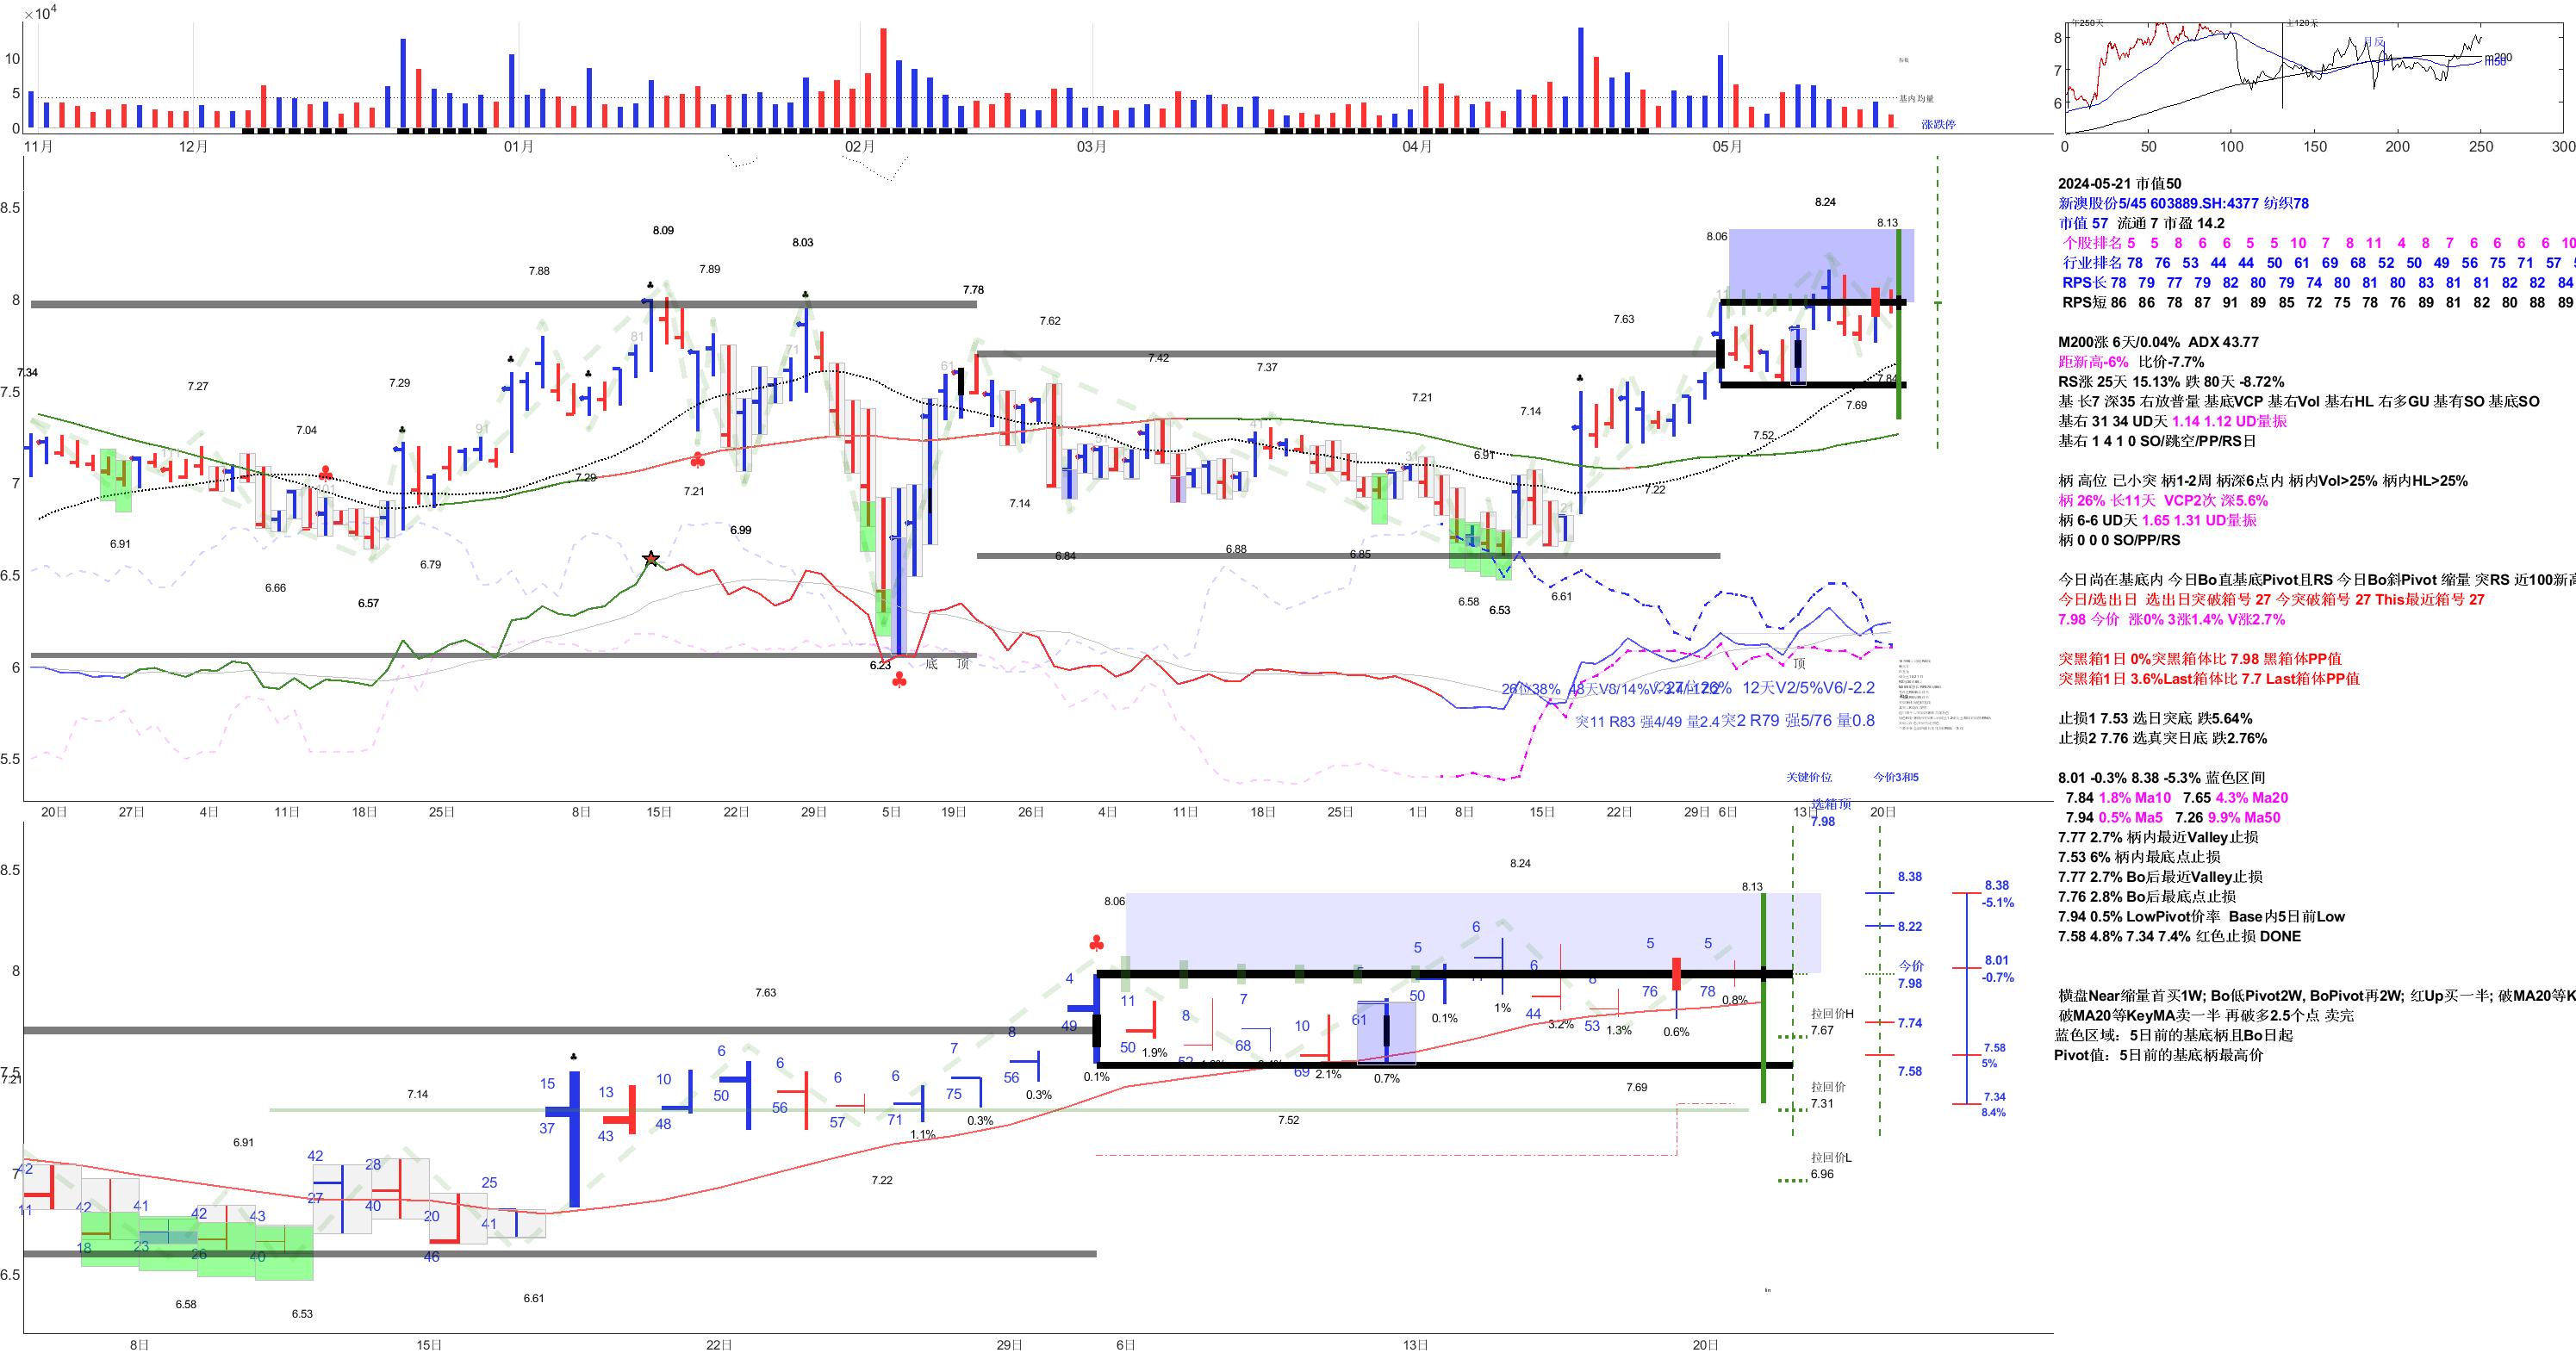 ×10⁴
10
5
0
基内均量
涨跌停
11月 12月 01月 02月 03月 04月 05月
8.5
8
7.5
7
6.5
6
5.5
8.24
8.13
8.06
8.09
8.03
7.89
7.88
7.78
7.62
7.63
7.42
7.37
7.34
7.27
7.29
7.21
7.14
7.04
81
71
61
91
31
21
7.84
7.69
7.52
7.29
7.21
7.22
7.14
6.91
6.91
6.99
6.84
6.88
6.85
6.79
6.66
6.57
6.58
6.53
6.61
6.23
底 顶
顶
26位38% 48天V8/14%V
27位26% 12天V2/5%V6/-2.2
突11 R83 强4/49 量2.4
突2 R79 强5/76 量0.8
关键价位 今价3和5
20日 27日 4日 11日 18日 25日 8日 15日 22日 29日 5日 19日 26日 4日 11日 18日 25日 1日 8日 15日 22日 29日 6日 13日 20日
选箱顶
7.98
8.5
8
7.5
7
6.5
8.24
8.13
8.06
7.63
7.14
6.91
7.21
7.69
7.52
7.22
6.58
6.53
6.61
42 42 41 42 43 42 28 20 25 15 13 10 6 6 6 6 7 8 4 11 8 7 10 5 6 6 5 5
11 18 23 26 40 27 40 46 41 37 43 48 50 56 57 71 75 56 49 50 52 68 69 61 50 44 53 76 78
1.1% 0.3% 0.3% 0.1% 1.9% 2.1% 0.7% 0.1% 1% 3.2% 1.3% 0.6% 0.8%
8.38
8.22
今价
7.98
7.74
7.58
拉回价H
7.67
拉回价
7.31
拉回价L
6.96
8.38
-5.1%
8.01
-0.7%
7.58
5%
7.34
8.4%
8日 15日 22日 29日 6日 13日 20日
年250天 主120天
月反
m200
8
7
6
0 50 100 150 200 250 300
2024-05-21 市值50
新澳股份5/45 603889.SH:4377 纺织78
市值 57 流通 7 市盈 14.2
个股排名 5 5 8 6 6 5 5 10 7 8 11 4 8 7 6 6 6 6 10
行业排名 78 76 53 44 44 50 61 69 68 52 50 49 56 75 71 57
RPS长 78 79 77 79 82 80 79 74 80 81 80 83 81 81 82 82 84
RPS短 86 86 78 87 91 89 85 72 75 78 76 89 81 82 80 88 89
M200涨 6天/0.04% ADX 43.77
距新高-6% 比价-7.7%
RS涨 25天 15.13% 跌 80天 -8.72%
基 长7 深35 右放普量 基底VCP 基右Vol 基右HL 右多GU 基有SO 基底SO
基右 31 34 UD天 1.14 1.12 UD量振
基右 1 4 1 0 SO/跳空/PP/RS日
柄 高位 已小突 柄1-2周 柄深6点内 柄内Vol>25% 柄内HL>25%
柄 26% 长11天 VCP2次 深5.6%
柄 6-6 UD天 1.65 1.31 UD量振
柄 0 0 0 SO/PP/RS
今日尚在基底内 今日Bo直基底Pivot且RS 今日Bo斜Pivot 缩量 突RS 近100新高
今日/选出日 选出日突破箱号 27 今突破箱号 27 This最近箱号 27
7.98 今价 涨0% 3涨1.4% V涨2.7%
突黑箱1日 0%突黑箱体比 7.98 黑箱体PP值
突黑箱1日 3.6%Last箱体比 7.7 Last箱体PP值
止损1 7.53 选日突底 跌5.64%
止损2 7.76 选真突日底 跌2.76%
8.01 -0.3% 8.38 -5.3% 蓝色区间
7.84 1.8% Ma10 7.65 4.3% Ma20
7.94 0.5% Ma5 7.26 9.9% Ma50
7.77 2.7% 柄内最近Valley止损
7.53 6% 柄内最底点止损
7.77 2.7% Bo后最近Valley止损
7.76 2.8% Bo后最底点止损
7.94 0.5% LowPivot价率 Base内5日前Low
7.58 4.8% 7.34 7.4% 红色止损 DONE
横盘Near缩量首买1W; Bo低Pivot2W, BoPivot再2W; 红Up买一半; 破MA20等K
破MA20等KeyMA卖一半 再破多2.5个点 卖完
蓝色区域：5日前的基底柄且Bo日起
Pivot值：5日前的基底柄最高价